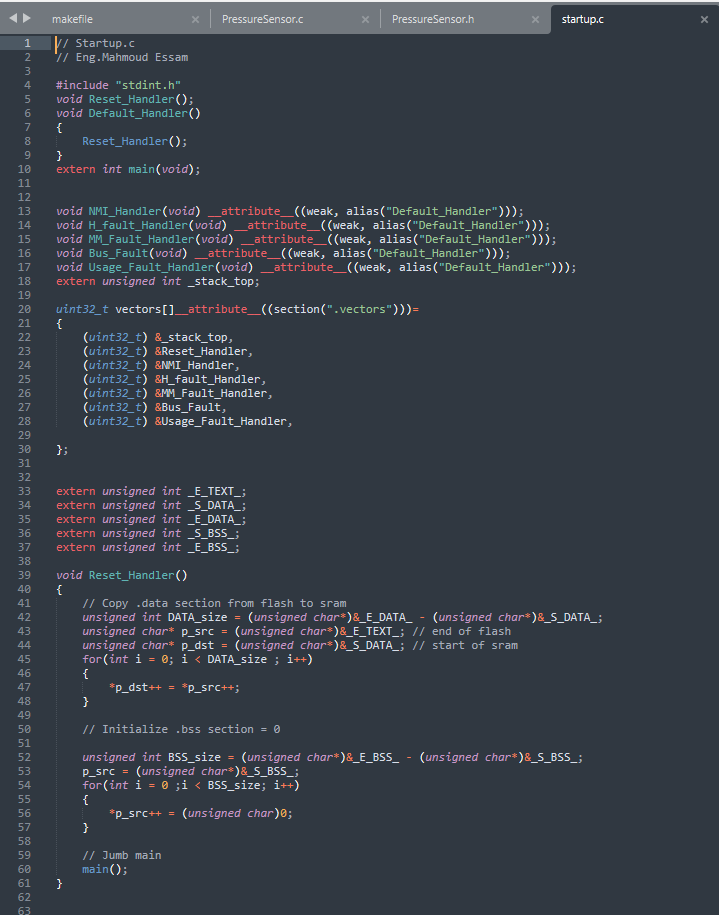 makefile × PressureSensor.c × PressureSensor.h × startup.c ×
1 // Startup.c
2 // Eng.Mahmoud Essam
3
4 #include "stdint.h"
5 void Reset_Handler();
6 void Default_Handler()
7 {
8     Reset_Handler();
9 }
10 extern int main(void);
11
12
13 void NMI_Handler(void) __attribute__((weak, alias("Default_Handler")));
14 void H_fault_Handler(void) __attribute__((weak, alias("Default_Handler")));
15 void MM_Fault_Handler(void) __attribute__((weak, alias("Default_Handler")));
16 void Bus_Fault(void) __attribute__((weak, alias("Default_Handler")));
17 void Usage_Fault_Handler(void) __attribute__((weak, alias("Default_Handler")));
18 extern unsigned int _stack_top;
19
20 uint32_t vectors[]__attribute__((section(".vectors")))=
21 {
22     (uint32_t) &_stack_top,
23     (uint32_t) &Reset_Handler,
24     (uint32_t) &NMI_Handler,
25     (uint32_t) &H_fault_Handler,
26     (uint32_t) &MM_Fault_Handler,
27     (uint32_t) &Bus_Fault,
28     (uint32_t) &Usage_Fault_Handler,
29
30 };
31
32
33 extern unsigned int _E_TEXT_;
34 extern unsigned int _S_DATA_;
35 extern unsigned int _E_DATA_;
36 extern unsigned int _S_BSS_;
37 extern unsigned int _E_BSS_;
38
39 void Reset_Handler()
40 {
41     // Copy .data section from flash to sram
42     unsigned int DATA_size = (unsigned char*)&_E_DATA_ - (unsigned char*)&_S_DATA_;
43     unsigned char* p_src = (unsigned char*)&_E_TEXT_; // end of flash
44     unsigned char* p_dst = (unsigned char*)&_S_DATA_; // start of sram
45     for(int i = 0; i < DATA_size ; i++)
46     {
47         *p_dst++ = *p_src++;
48     }
49
50     // Initialize .bss section = 0
51
52     unsigned int BSS_size = (unsigned char*)&_E_BSS_ - (unsigned char*)&_S_BSS_;
53     p_src = (unsigned char*)&_S_BSS_;
54     for(int i = 0 ;i < BSS_size; i++)
55     {
56         *p_src++ = (unsigned char)0;
57     }
58
59     // Jumb main
60     main();
61 }
62
63